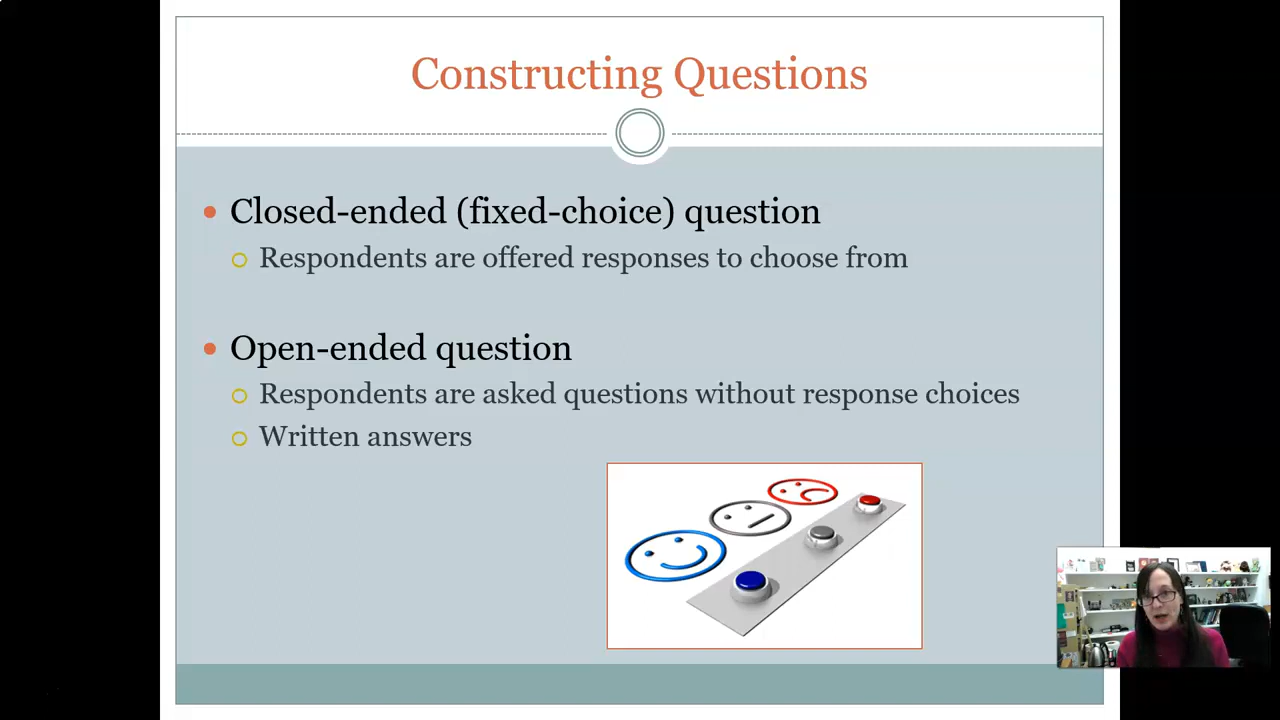 Constructing Questions
Closed-ended (fixed-choice) question
Respondents are offered responses to choose from
Open-ended question
Respondents are asked questions without response choices
Written answers